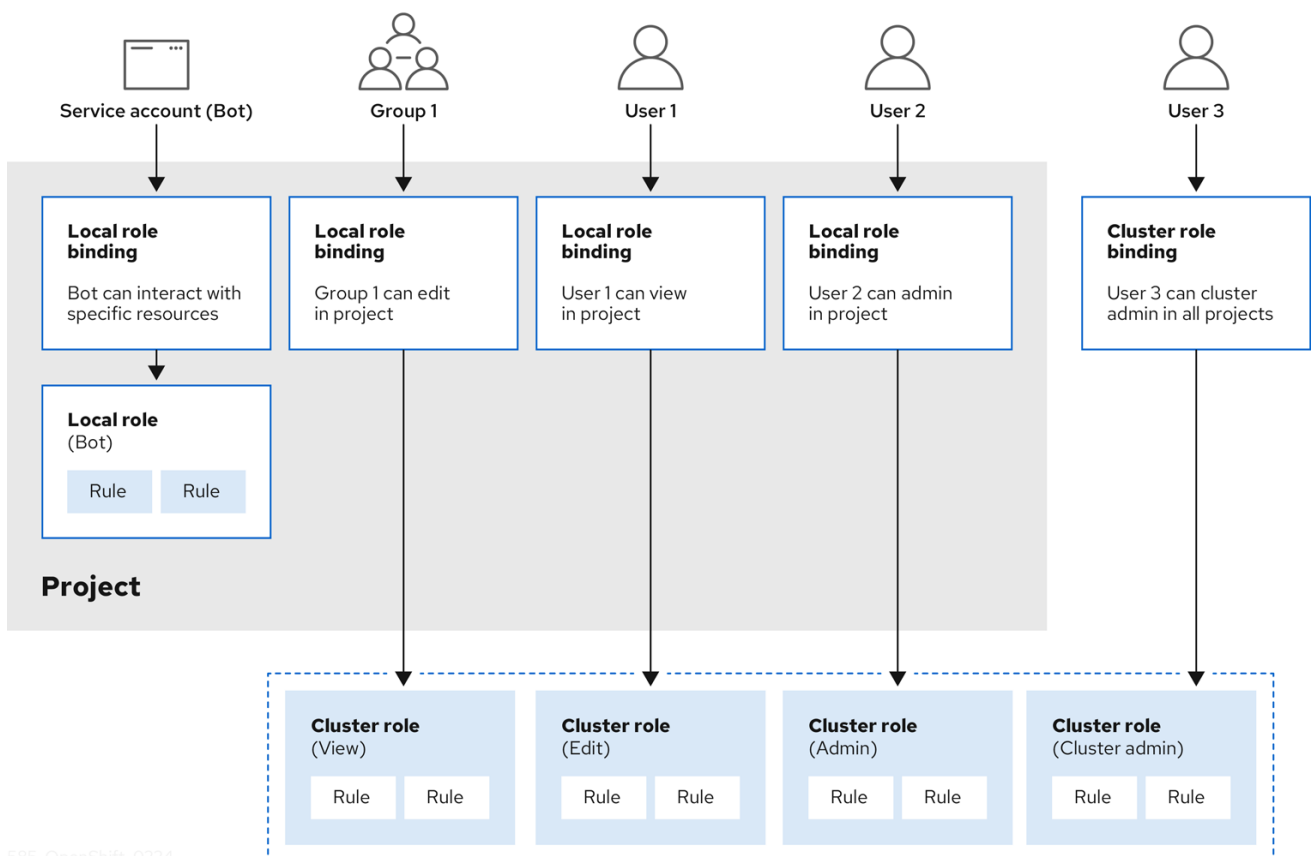 Service account (Bot)
Group 1
User 1
User 2
User 3
Local role
binding
Bot can interact with
specific resources
Local role
binding
Group 1 can edit
in project
Local role
binding
User 1 can view
in project
Local role
binding
User 2 can admin
in project
Cluster role
binding
User 3 can cluster
admin in all projects
Local role
(Bot)
Rule Rule
Project
Cluster role
(View)
Rule Rule
Cluster role
(Edit)
Rule Rule
Cluster role
(Admin)
Rule Rule
Cluster role
(Cluster admin)
Rule Rule